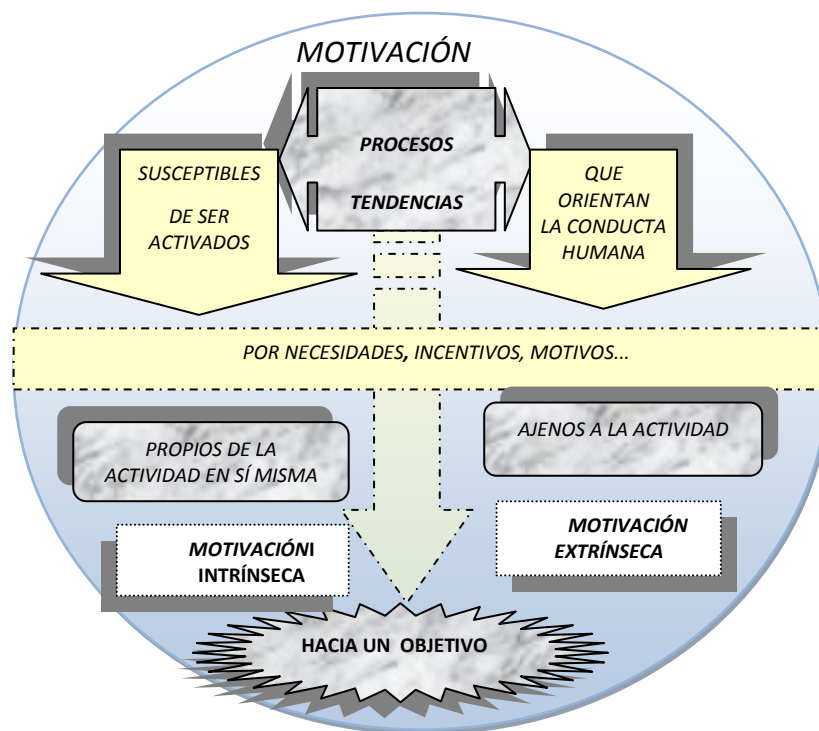 MOTIVACIÓN
PROCESOS
TENDENCIAS
SUSCEPTIBLES
DE SER
ACTIVADOS
QUE
ORIENTAN
LA CONDUCTA
HUMANA
POR NECESIDADES, INCENTIVOS, MOTIVOS...
PROPIOS DE LA
ACTIVIDAD EN SÍ MISMA
AJENOS A LA ACTIVIDAD
MOTIVACIÓNI
INTRÍNSECA
MOTIVACIÓN
EXTRÍNSECA
HACIA UN OBJETIVO